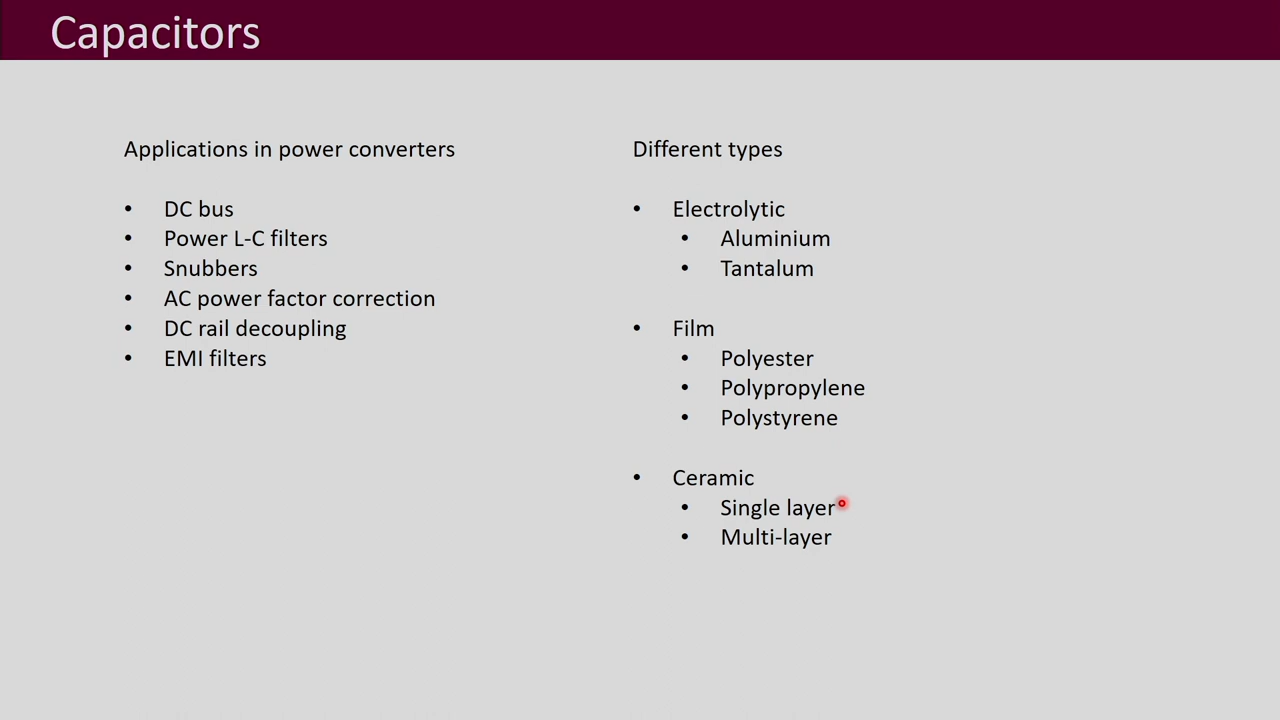 Capacitors
Applications in power converters
• DC bus
• Power L-C filters
• Snubbers
• AC power factor correction
• DC rail decoupling
• EMI filters
Different types
• Electrolytic
• Aluminium
• Tantalum
• Film
• Polyester
• Polypropylene
• Polystyrene
• Ceramic
• Single layer
• Multi-layer